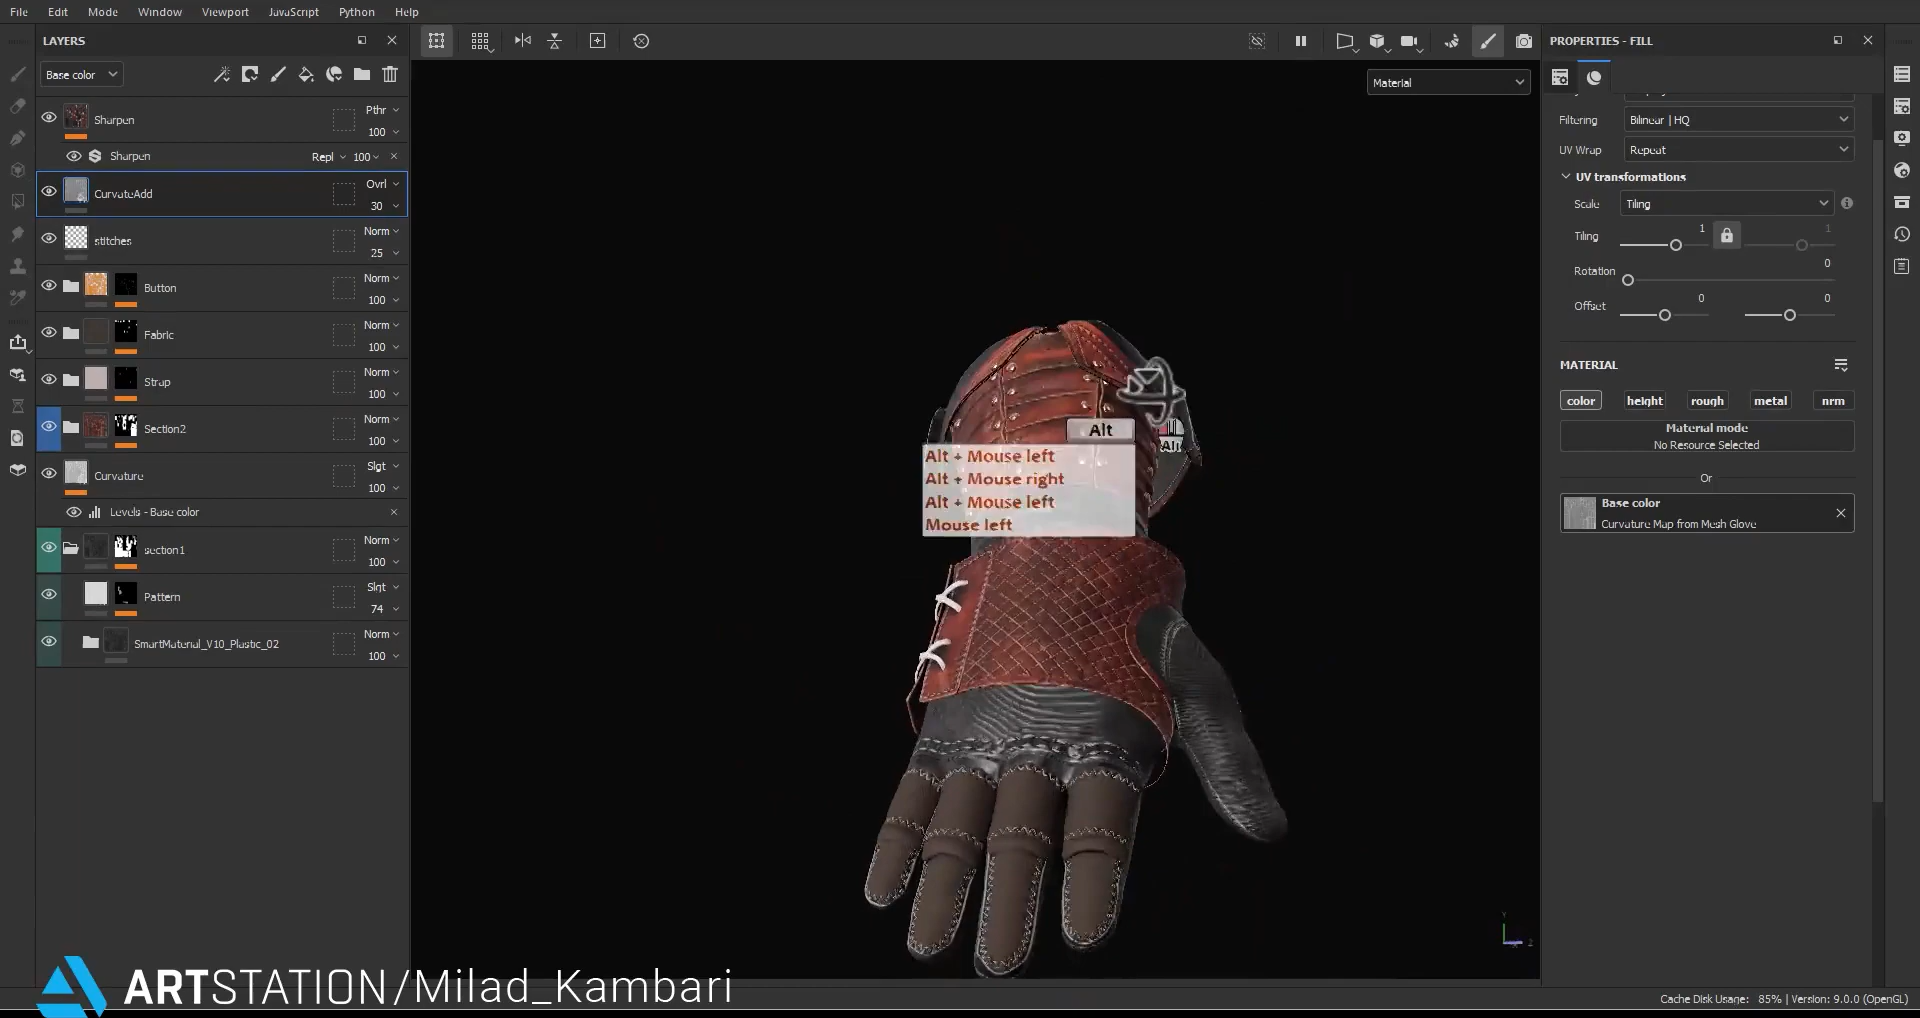 File Edit Mode Window Viewport JavaScript Python Help
LAYERS
Base color
Sharpen Pthr
100
Sharpen Repl 100
CurvateAdd Ovrl
30
stitches Norm
25
Button Norm
100
Fabric Norm
100
Strap Norm
100
Section2 Norm
100
Curvature Slgt
100
Levels - Base color
section1 Norm
100
Pattern Slgt
74
SmartMaterial_V10_Plastic_02 Norm
100
Material
Alt
Alt + Mouse left
Alt + Mouse right
Alt + Mouse left
Mouse left
PROPERTIES - FILL
Filtering Bilinear | HQ
UV Wrap Repeat
UV transformations
Scale Tiling
Tiling 1 1
Rotation 0
Offset 0 0
MATERIAL
color height rough metal nrm
Material mode
No Resource Selected
Or
Base color
Curvature Map from Mesh Glove
ARTSTATION/Milad_Kambari
Cache Disk Usage: 85% | Version: 9.0.0 (OpenGL)